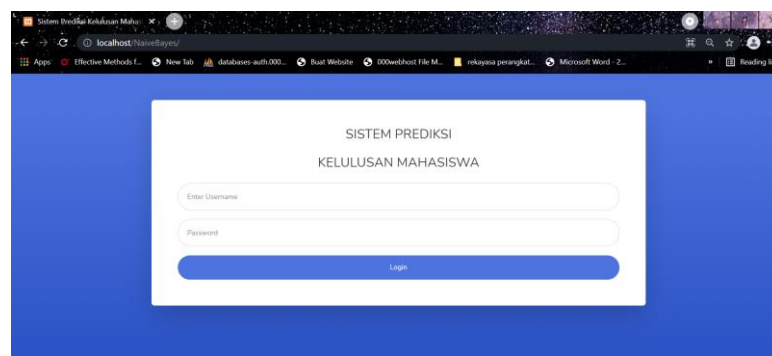 Sistem Prediksi Kelulusan Mahas
localhost/NaiveBayes/
Apps Effective Methods f... New Tab databases-auth.000... Buat Website 000webhost File M... rekayasa perangkat... Microsoft Word - 2... » Reading li
SISTEM PREDIKSI
KELULUSAN MAHASISWA
Enter Username
Password
Login